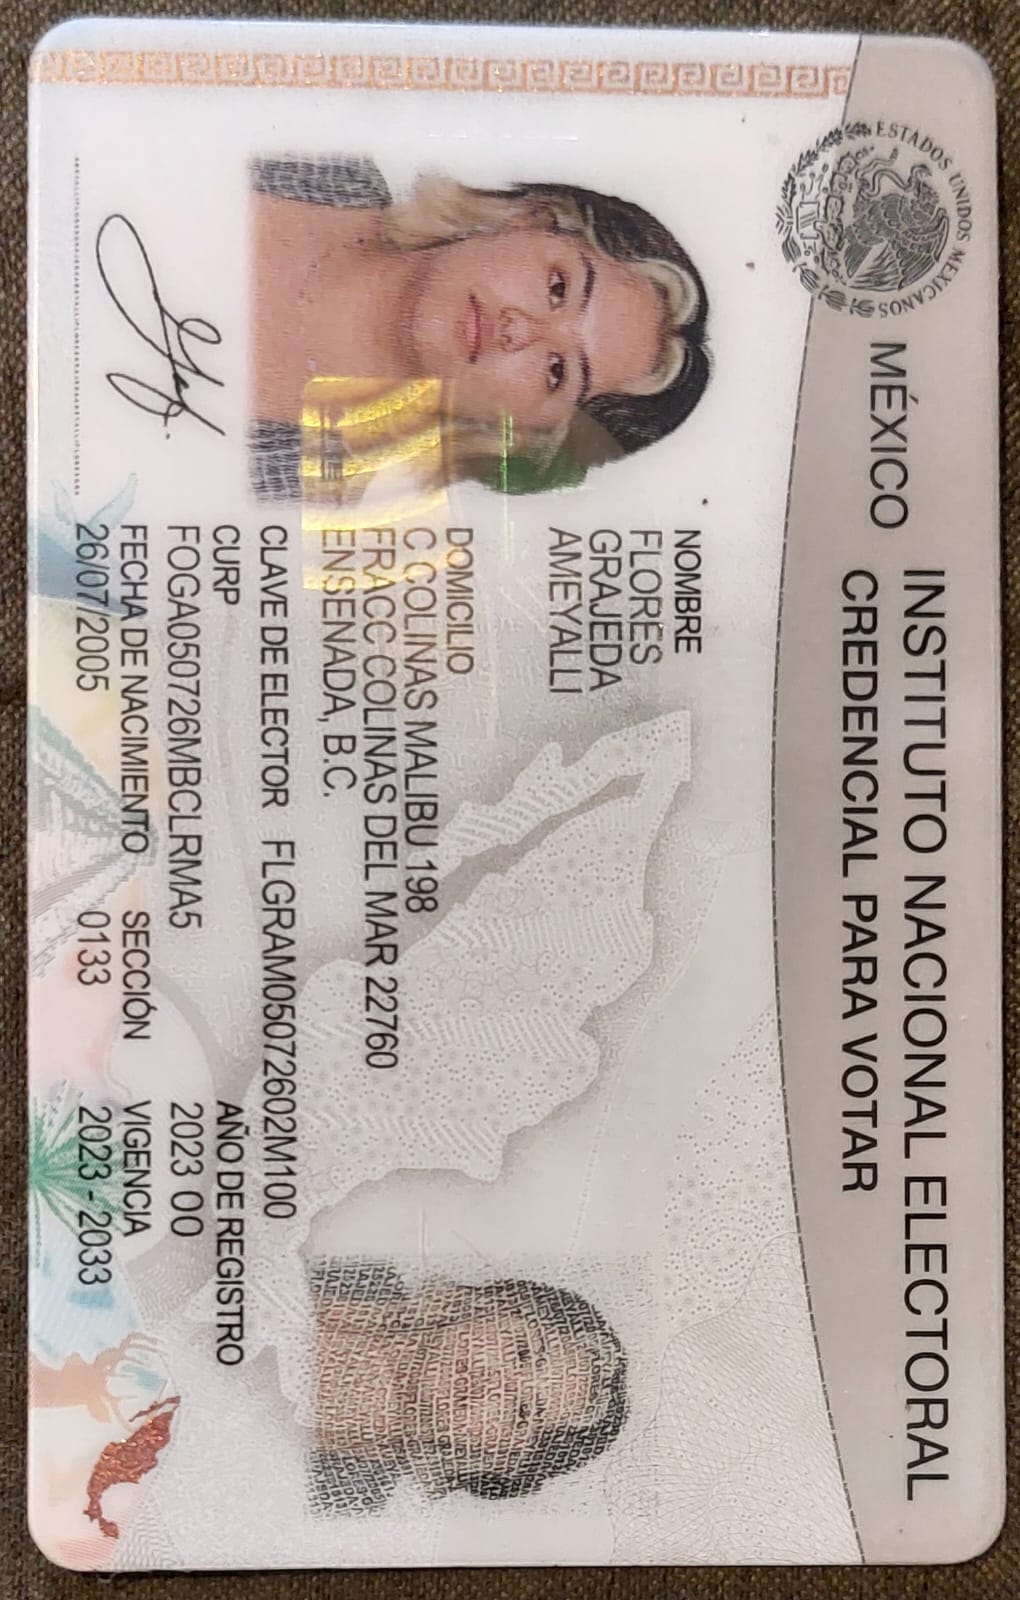 ESTADOS UNIDOS MEXICANOS
MÉXICO
INSTITUTO NACIONAL ELECTORAL
CREDENCIAL PARA VOTAR
NOMBRE
FLORES
GRAJEDA
AMEYALLI
DOMICILIO
C COLINAS MALIBU 198
FRACC COLINAS DEL MAR 22760
ENSENADA, B.C.
CLAVE DE ELECTOR FLGRAM05072602M100
CURP
FOGA050726MBCLRMA5
AÑO DE REGISTRO
2023 00
FECHA DE NACIMIENTO
26/07/2005
SECCIÓN
0133
VIGENCIA
2023 - 2033